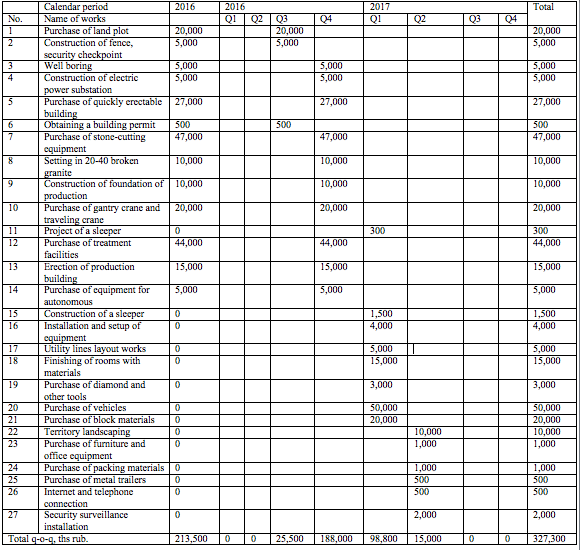 Calendar period 2016 2016 2017 Total
No. Name of works Q1 Q2 Q3 Q4 Q1 Q2 Q3 Q4
1 Purchase of land plot 20,000 20,000 20,000
2 Construction of fence, 5,000 5,000 5,000
security checkpoint
3 Well boring 5,000 5,000 5,000
4 Construction of electric 5,000 5,000 5,000
power substation
5 Purchase of quickly erectable 27,000 27,000 27,000
building
6 Obtaining a building permit 500 500 500
7 Purchase of stone-cutting 47,000 47,000 47,000
equipment
8 Setting in 20-40 broken 10,000 10,000 10,000
granite
9 Construction of foundation of 10,000 10,000 10,000
production
10 Purchase of gantry crane and 20,000 20,000 20,000
traveling crane
11 Project of a sleeper 0 300 300
12 Purchase of treatment 44,000 44,000 44,000
facilities
13 Erection of production 15,000 15,000 15,000
building
14 Purchase of equipment for 5,000 5,000 5,000
autonomous
15 Construction of a sleeper 0 1,500 1,500
16 Installation and setup of 0 4,000 4,000
equipment
17 Utility lines layout works 0 5,000 5,000
18 Finishing of rooms with 0 15,000 15,000
materials
19 Purchase of diamond and 0 3,000 3,000
other tools
20 Purchase of vehicles 0 50,000 50,000
21 Purchase of block materials 0 20,000 20,000
22 Territory landscaping 0 10,000 10,000
23 Purchase of furniture and 0 1,000 1,000
office equipment
24 Purchase of packing materials 0 1,000 1,000
25 Purchase of metal trailers 0 500 500
26 Internet and telephone 0 500 500
connection
27 Security surveillance 0 2,000 2,000
installation
Total q-o-q, ths rub. 213,500 0 0 25,500 188,000 98,800 15,000 0 0 327,300